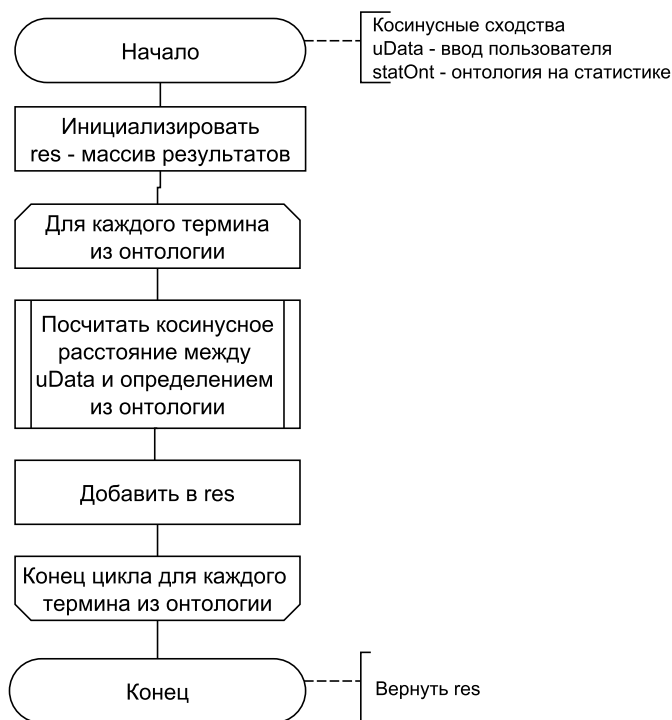 Начало
Косинусные сходства
uData - ввод пользователя
statOnt - онтология на статистике
Инициализировать
res - массив результатов
Для каждого термина
из онтологии
Посчитать косинусное
расстояние между
uData и определением
из онтологии
Добавить в res
Конец цикла для каждого
термина из онтологии
Конец
Вернуть res